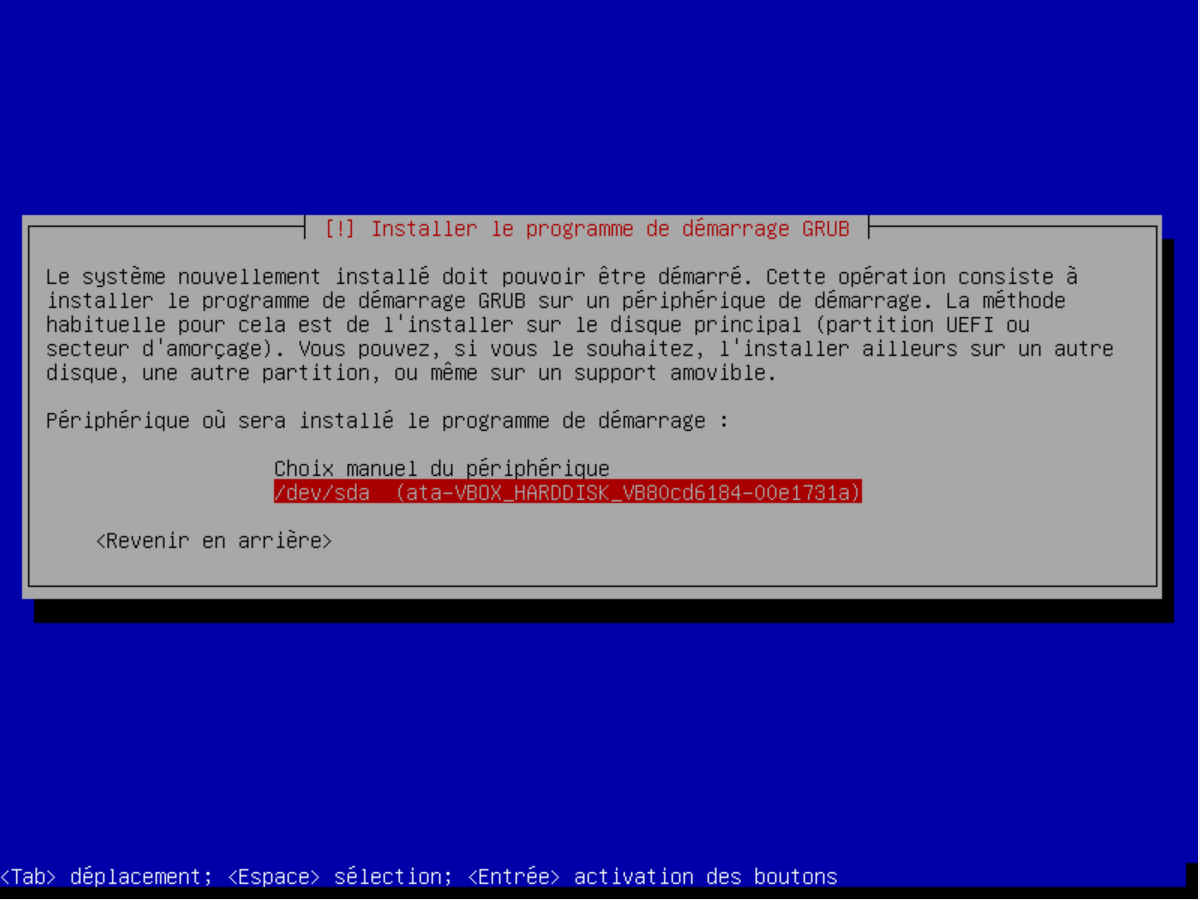 [!] Installer le programme de démarrage GRUB
Le système nouvellement installé doit pouvoir être démarré. Cette opération consiste à
installer le programme de démarrage GRUB sur un périphérique de démarrage. La méthode
habituelle pour cela est de l'installer sur le disque principal (partition UEFI ou
secteur d'amorçage). Vous pouvez, si vous le souhaitez, l'installer ailleurs sur un autre
disque, une autre partition, ou même sur un support amovible.
Périphérique où sera installé le programme de démarrage :
Choix manuel du périphérique
/dev/sda  (ata-VBOX_HARDDISK_VB80cd6184-00e1731a)
<Revenir en arrière>
<Tab> déplacement; <Espace> sélection; <Entrée> activation des boutons